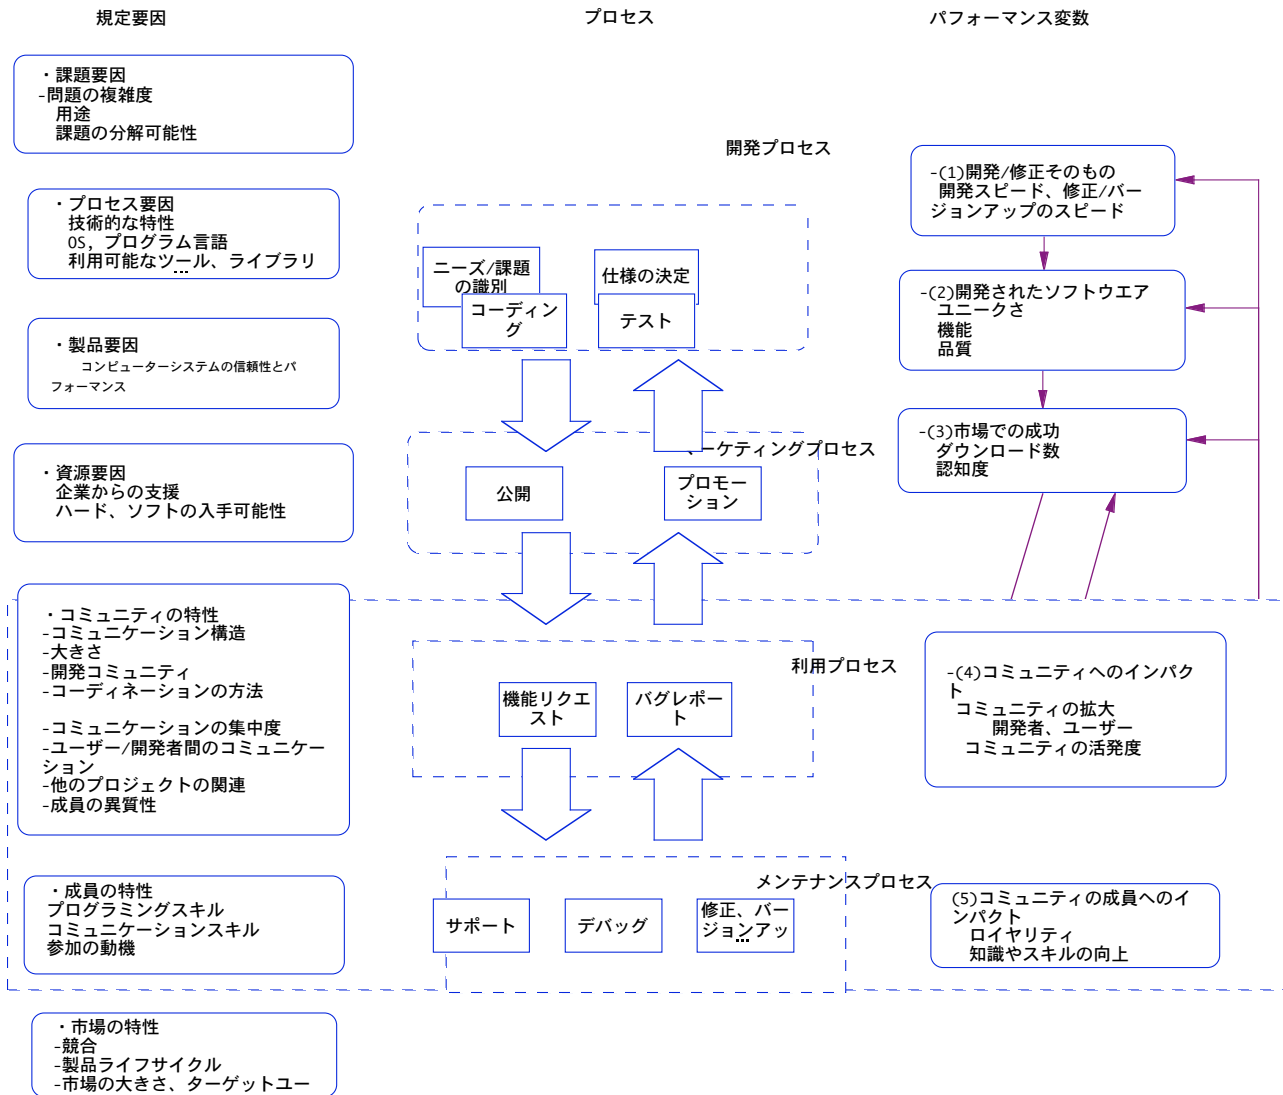 規定要因
プロセス
パフォーマンス変数
・課題要因
-問題の複雑度
用途
課題の分解可能性
・プロセス要因
技術的な特性
OS, プログラム言語
利用可能なツール、ライブラリ
・製品要因
コンピューターシステムの信頼性とパ
フォーマンス
・資源要因
企業からの支援
ハード、ソフトの入手可能性
・コミュニティの特性
-コミュニケーション構造
-大きさ
-開発コミュニティ
-コーディネーションの方法
-コミュニケーションの集中度
-ユーザー/開発者間のコミュニケー
ション
-他のプロジェクトの関連
-成員の異質性
・成員の特性
プログラミングスキル
コミュニケーションスキル
参加の動機
・市場の特性
-競合
-製品ライフサイクル
-市場の大きさ、ターゲットユー
開発プロセス
ニーズ/課題
の識別
仕様の決定
コーディン
グ
テスト
ーケティングプロセス
公開
プロモー
ション
利用プロセス
機能リクエ
スト
バグレポー
ト
メンテナンスプロセス
サポート
デバッグ
修正、バー
ジョンアッ
-(1)開発/修正そのもの
開発スピード、修正/バー
ジョンアップのスピード
-(2)開発されたソフトウエア
ユニークさ
機能
品質
-(3)市場での成功
ダウンロード数
認知度
-(4)コミュニティへのインパク
ト
コミュニティの拡大
開発者、ユーザー
コミュニティの活発度
(5)コミュニティの成員へのイ
ンパクト
ロイヤリティ
知識やスキルの向上